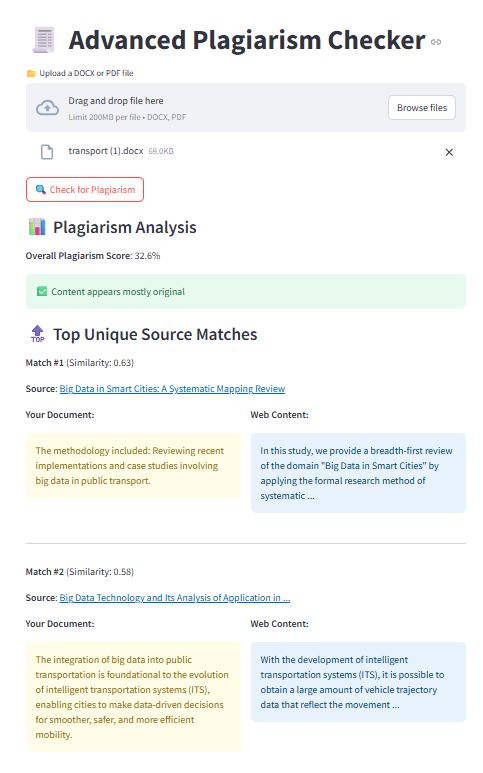 Advanced Plagiarism Checker
Upload a DOCX or PDF file
Drag and drop file here
Limit 200MB per file • DOCX, PDF
Browse files
transport (1).docx 69.0KB
Check for Plagiarism
Plagiarism Analysis
Overall Plagiarism Score: 32.6%
Content appears mostly original
TOP
Top Unique Source Matches
Match #1 (Similarity: 0.63)
Source: Big Data in Smart Cities: A Systematic Mapping Review
Your Document:
The methodology included: Reviewing recent
implementations and case studies involving
big data in public transport.
Web Content:
In this study, we provide a breadth-first review
of the domain "Big Data in Smart Cities" by
applying the formal research method of
systematic ...
Match #2 (Similarity: 0.58)
Source: Big Data Technology and Its Analysis of Application in ...
Your Document:
The integration of big data into public
transportation is foundational to the evolution
of intelligent transportation systems (ITS),
enabling cities to make data-driven decisions
for smoother, safer, and more efficient
mobility.
Web Content:
With the development of intelligent
transportation systems (ITS), it is possible to
obtain a large amount of vehicle trajectory
data that reflect the movement ...